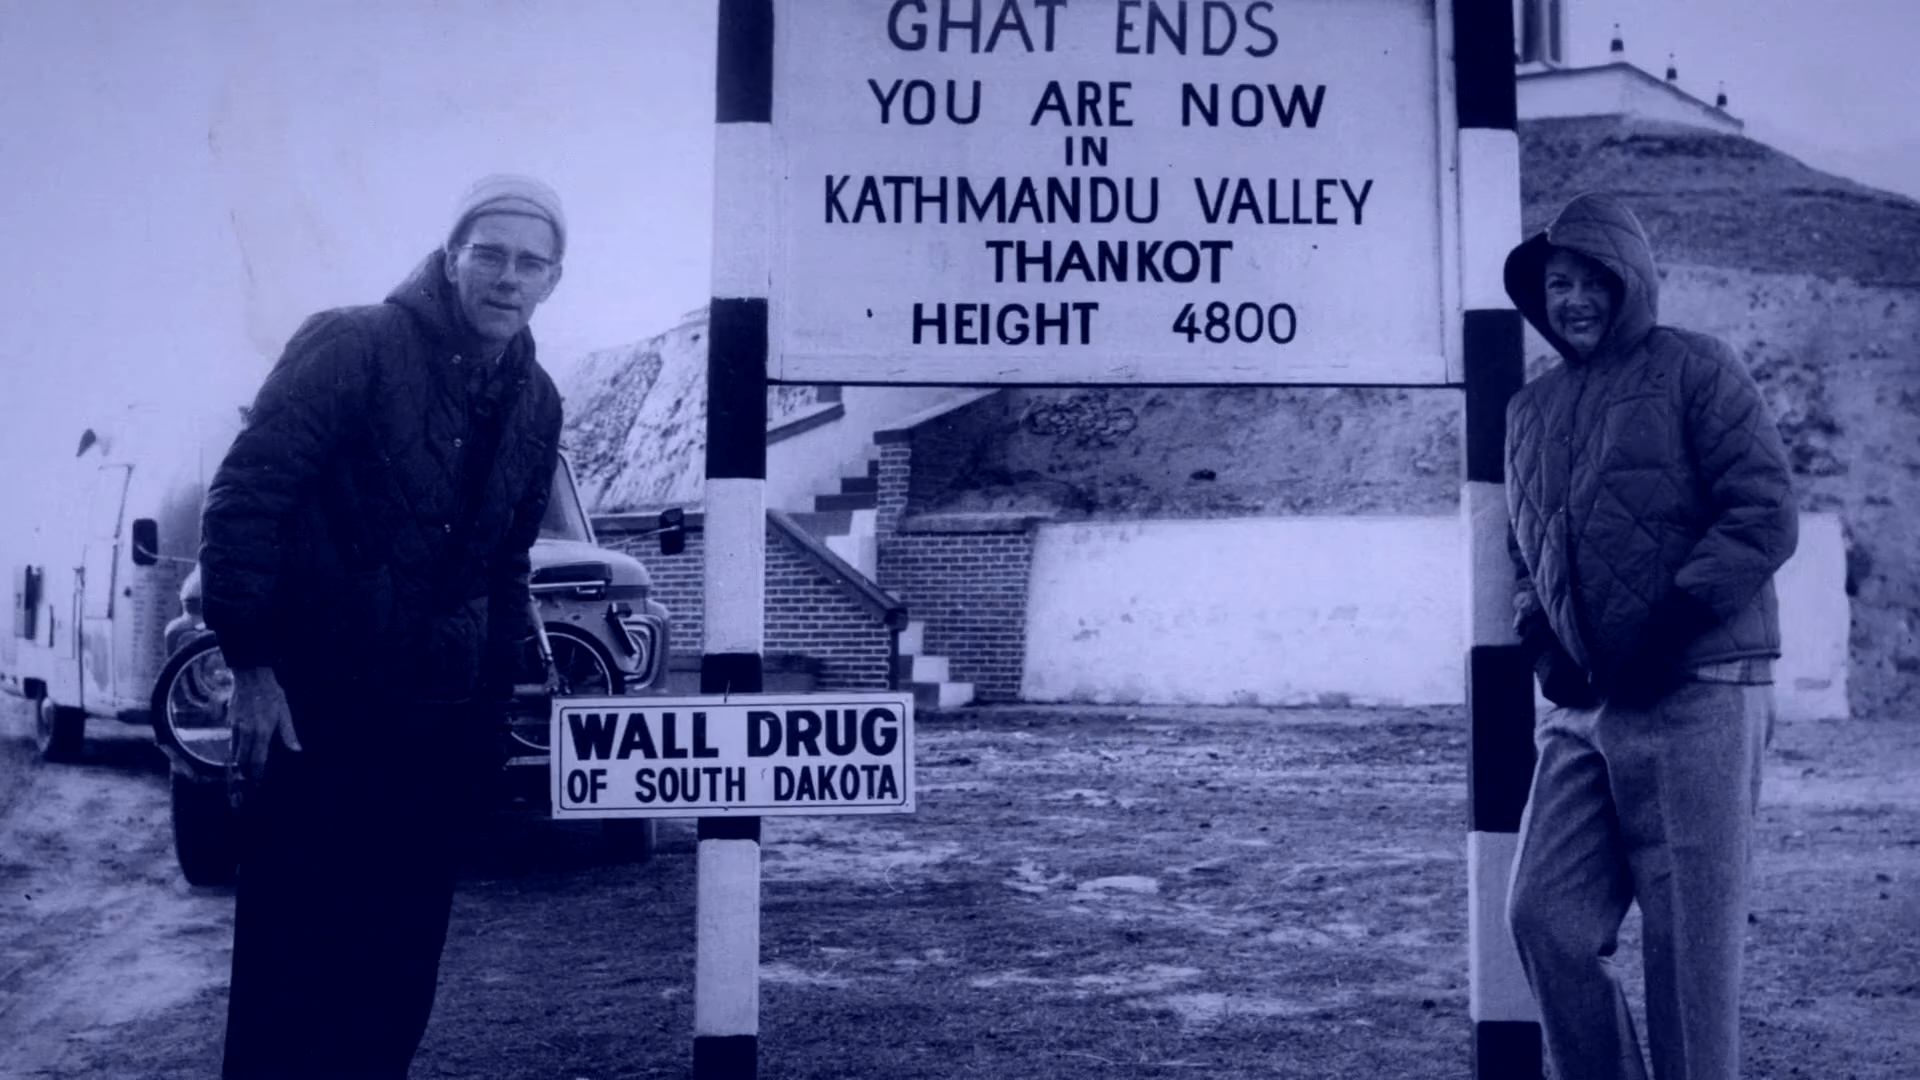 GHAT ENDS
YOU ARE NOW
IN
KATHMANDU VALLEY
THANKOT
HEIGHT 4800
WALL DRUG
OF SOUTH DAKOTA